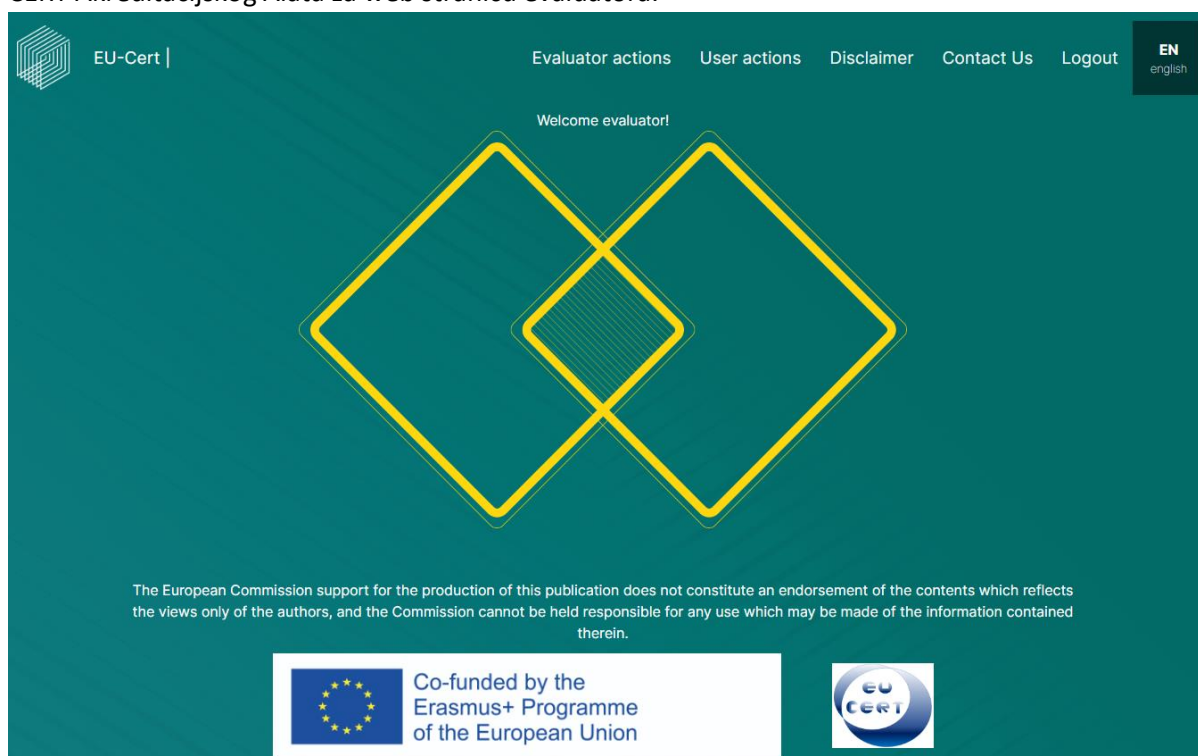 EU-Cert |
Evaluator actions
User actions
Disclaimer
Contact Us
Logout
EN
english
Welcome evaluator!
The European Commission support for the production of this publication does not constitute an endorsement of the contents which reflects
the views only of the authors, and the Commission cannot be held responsible for any use which may be made of the information contained
therein.
Co-funded by the
Erasmus+ Programme
of the European Union
EU
CERT